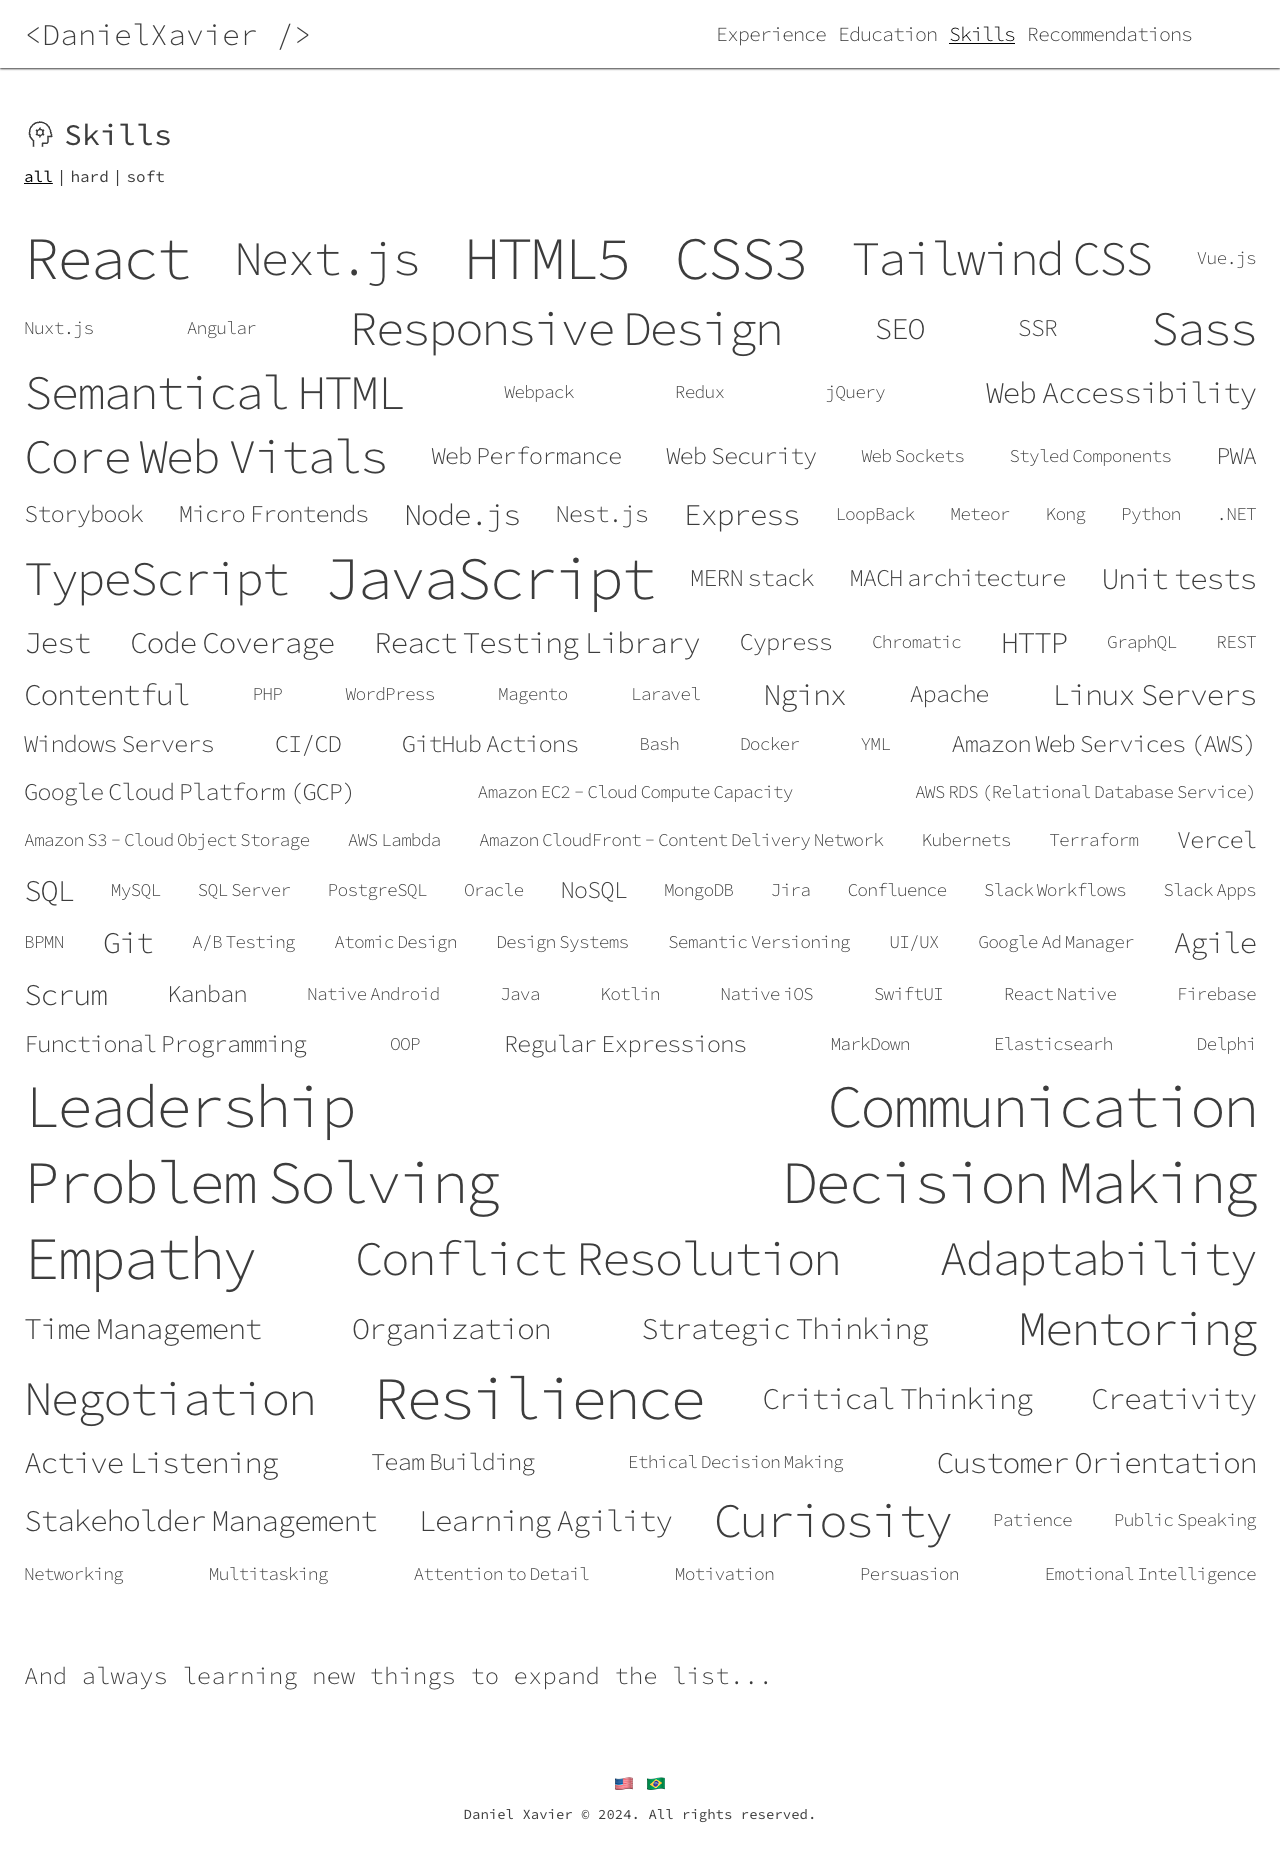 <DanielXavier /> Experience Education Skills Recommendations
Skills
all | hard | soft
React Next.js HTML5 CSS3 Tailwind CSS Vue.js
Nuxt.js Angular Responsive Design SEO SSR Sass
Semantical HTML Webpack Redux jQuery Web Accessibility
Core Web Vitals Web Performance Web Security Web Sockets Styled Components PWA
Storybook Micro Frontends Node.js Nest.js Express LoopBack Meteor Kong Python .NET
TypeScript JavaScript MERN stack MACH architecture Unit tests
Jest Code Coverage React Testing Library Cypress Chromatic HTTP GraphQL REST
Contentful PHP WordPress Magento Laravel Nginx Apache Linux Servers
Windows Servers CI/CD GitHub Actions Bash Docker YML Amazon Web Services (AWS)
Google Cloud Platform (GCP) Amazon EC2 - Cloud Compute Capacity AWS RDS (Relational Database Service)
Amazon S3 - Cloud Object Storage AWS Lambda Amazon CloudFront - Content Delivery Network Kubernets Terraform Vercel
SQL MySQL SQL Server PostgreSQL Oracle NoSQL MongoDB Jira Confluence Slack Workflows Slack Apps
BPMN Git A/B Testing Atomic Design Design Systems Semantic Versioning UI/UX Google Ad Manager Agile
Scrum Kanban Native Android Java Kotlin Native iOS SwiftUI React Native Firebase
Functional Programming OOP Regular Expressions MarkDown Elasticsearh Delphi
Leadership Communication
Problem Solving Decision Making
Empathy Conflict Resolution Adaptability
Time Management Organization Strategic Thinking Mentoring
Negotiation Resilience Critical Thinking Creativity
Active Listening Team Building Ethical Decision Making Customer Orientation
Stakeholder Management Learning Agility Curiosity Patience Public Speaking
Networking Multitasking Attention to Detail Motivation Persuasion Emotional Intelligence
And always learning new things to expand the list...
Daniel Xavier © 2024. All rights reserved.